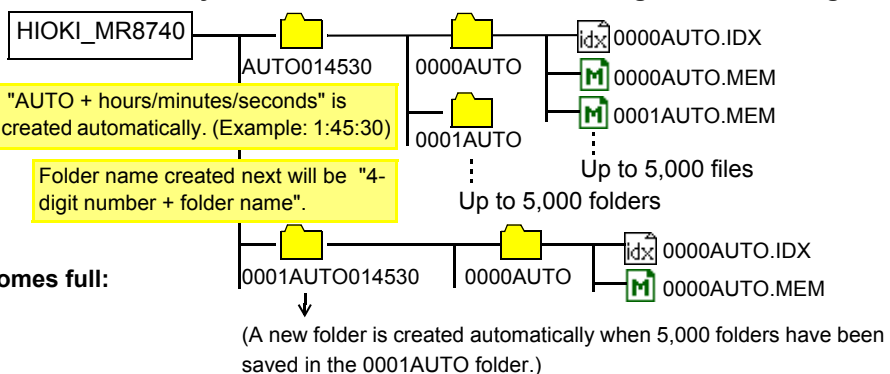 HIOKI_MR8740
AUTO014530
0000AUTO
idx 0000AUTO.IDX
M 0000AUTO.MEM
M 0001AUTO.MEM
"AUTO + hours/minutes/seconds" is
created automatically. (Example: 1:45:30)
0001AUTO
Up to 5,000 files
Up to 5,000 folders
Folder name created next will be "4-
digit number + folder name".
omes full:
0001AUTO014530
0000AUTO
idx 0000AUTO.IDX
M 0000AUTO.MEM
(A new folder is created automatically when 5,000 folders have been
saved in the 0001AUTO folder.)